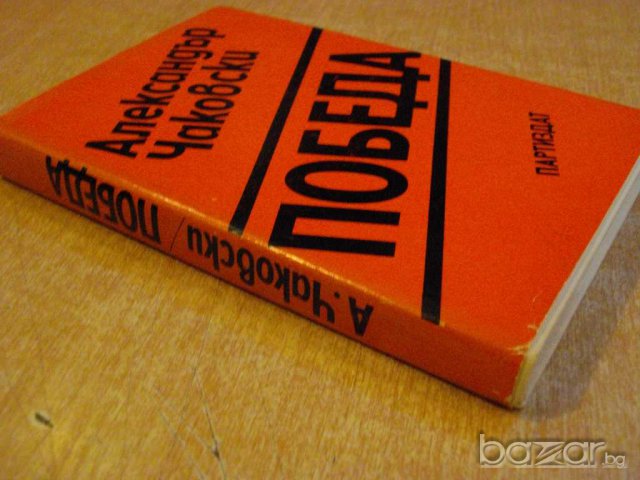 Александър
Чаковски
ПОБЕДА
ПАРТИЗДАТ
А. Чаковски / ПОБЕДА
bazar.bg